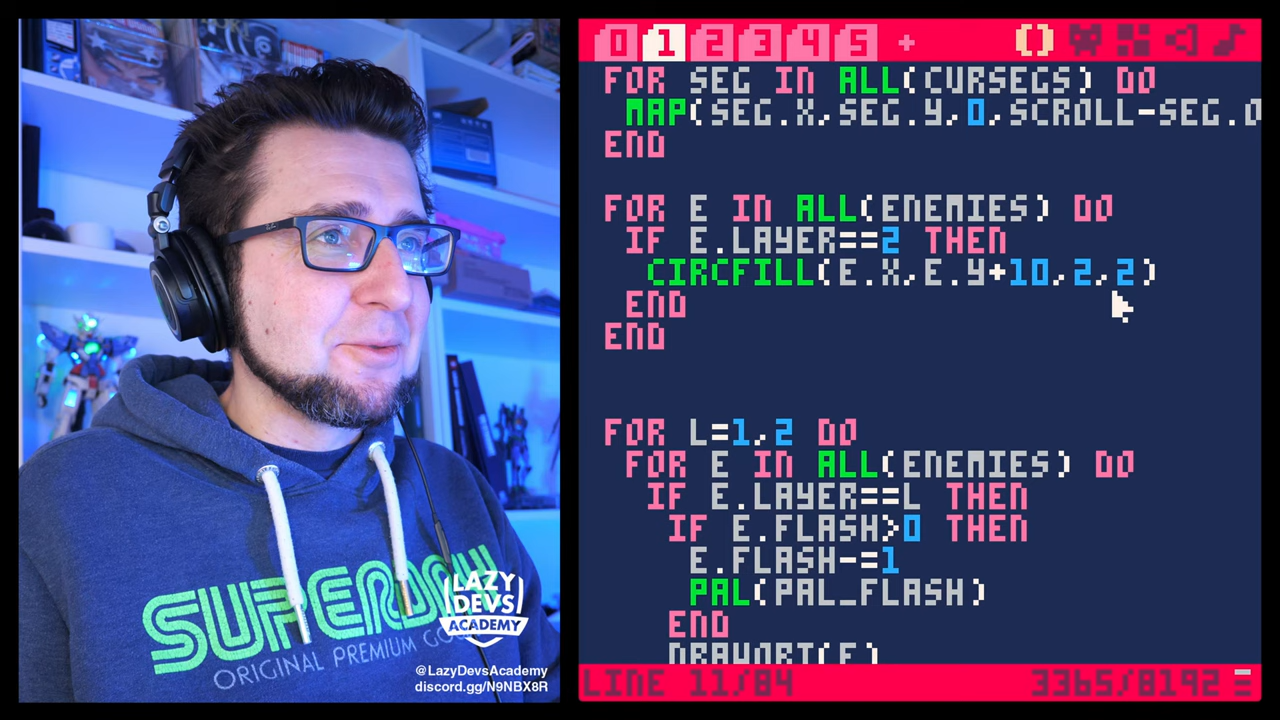 0 1 2 3 4 5 +
FOR SEG IN ALL(CURSEGS) DO
MAP(SEG.X,SEG.Y,0,SCROLL-SEG.O
END
FOR E IN ALL(ENEMIES) DO
IF E.LAYER==2 THEN
CIRCFILL(E.X,E.Y+10,2,2)
END
END
FOR L=1,2 DO
FOR E IN ALL(ENEMIES) DO
IF E.LAYER==L THEN
IF E.FLASH>0 THEN
E.FLASH-=1
PAL(PAL_FLASH)
END
DRAWOBJ(E)
LINE 11/84
3365/8192
ORIGINAL PREMIUM
LAZY
DEVS
ACADEMY
@LazyDevsAcademy
discord.gg/N9NBX8R